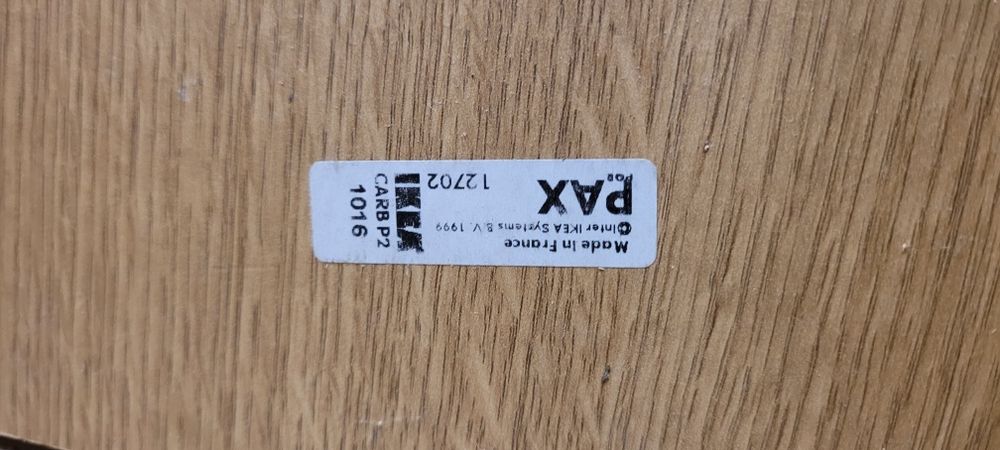 Made in France
©Inter IKEA Systems B.V. 1999
PAX
12702
IKEA
CARB P2
1016